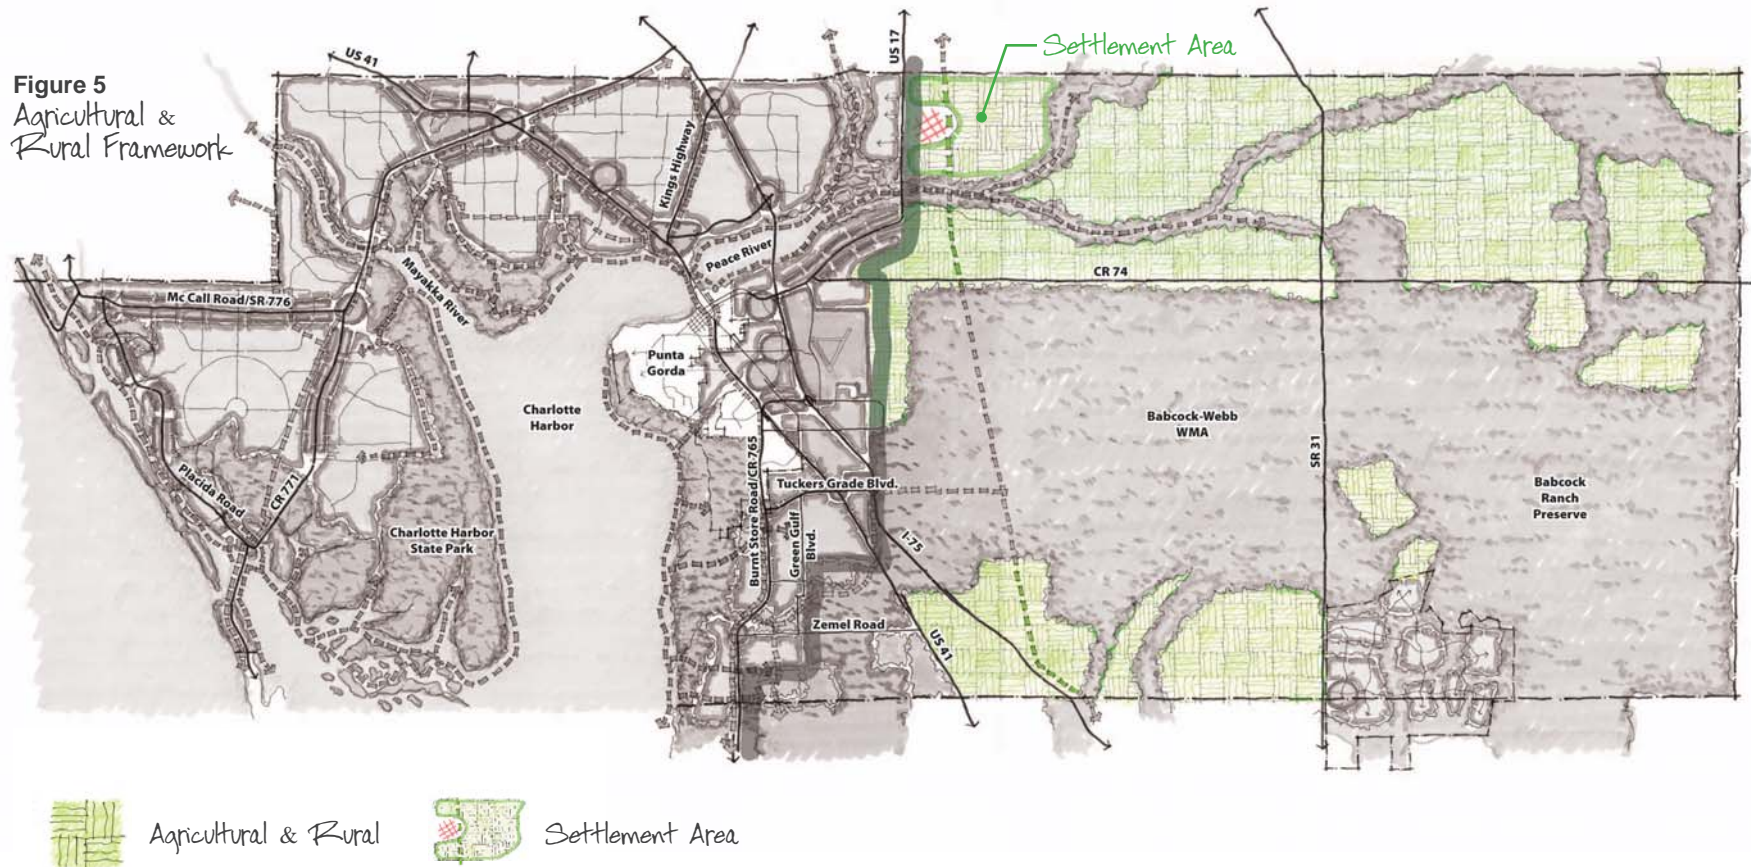 Figure 5
Agricultural &
Rural Framework
US 41
US 17
Settlement Area
Kings Highway
Peace River
Mayakka River
Mc Call Road/SR 776
CR 74
Punta
Gorda
Charlotte
Harbor
Babcock-Webb
WMA
SR 31
Babcock
Ranch
Preserve
Placida Road
CR 771
Charlotte Harbor
State Park
Burnt Store Road/CR 765
Tuckers Grade Blvd.
Green Gulf
Blvd.
I-75
Zemel Road
US 41
Agricultural & Rural
Settlement Area